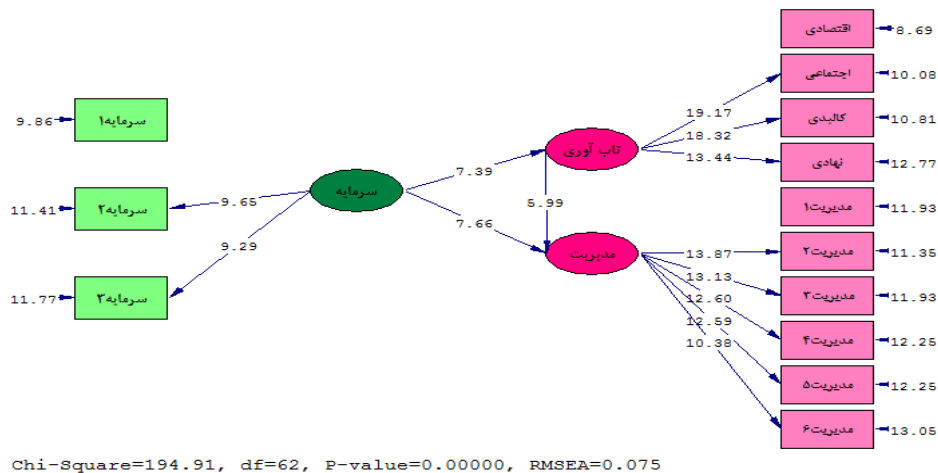 اقتصادی
8.69
اجتماعی
10.08
19.17
9.86
سرمایه۱
کالبدی
10.81
18.32
تاب آوری
نهادی
12.77
13.44
7.39
سرمایه
مدیریت۱
11.93
5.99
11.41
سرمایه۲
9.65
7.66
مدیریت
13.87
مدیریت۲
11.35
9.29
13.13
مدیریت۳
11.93
11.77
سرمایه۳
12.60
12.59
مدیریت۴
12.25
10.38
مدیریت۵
12.25
مدیریت۶
13.05
Chi-Square=194.91, df=62, P-value=0.00000, RMSEA=0.075